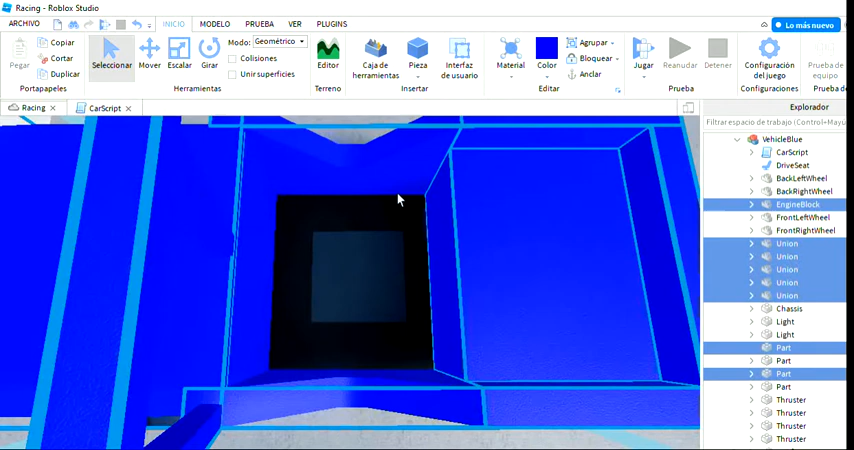 Racing - Roblox Studio
ARCHIVO INICIO MODELO PRUEBA VER PLUGINS Lo más nuevo
Pegar Copiar Cortar Duplicar
Seleccionar Mover Escalar Girar
Modo: Geométrico
Colisiones
Unir superficies
Editor
Caja de herramientas
Pieza
Interfaz de usuario
Material
Color
Agrupar
Bloquear
Anclar
Jugar Reanudar Detener
Configuración del juego
Prueba de equipo
Portapapeles Herramientas Terreno Insertar Editar Prueba Configuraciones Prueba de
Racing CarScript
Explorador
Filtrar espacio de trabajo (Control+Mayú
VehicleBlue
CarScript
DriveSeat
BackLeftWheel
BackRightWheel
EngineBlock
FrontLeftWheel
FrontRightWheel
Union
Union
Union
Union
Union
Chassis
Light
Light
Part
Part
Part
Part
Thruster
Thruster
Thruster
Thruster